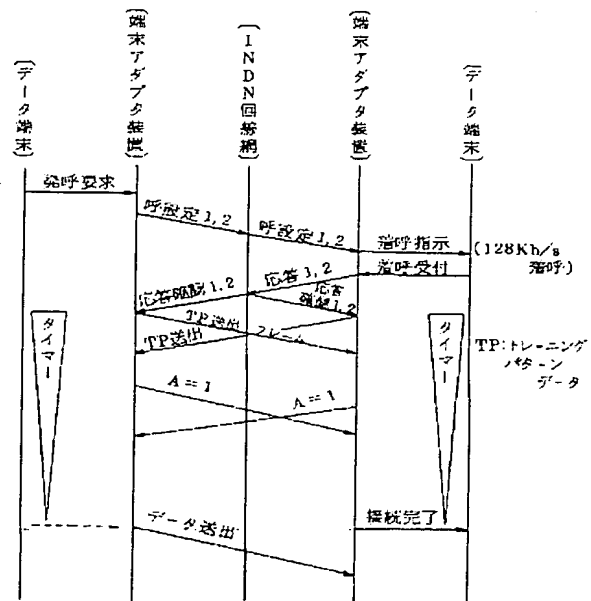 (データ端末)
(端末アダプタ装置)
(INDN回線網)
(端末アダプタ装置)
(データ端末)
発呼要求
呼設定1,2
呼設定1,2
着呼指示
(128Kb/s
着呼)
着呼受付
応答1,2
応答確認1,2
応答
確認1,2
TP送出
フレーム
TP送出
タイマー
タイマー
TP:トレーニング
パターン
データ
A=1
A=1
データ送出
接続完了